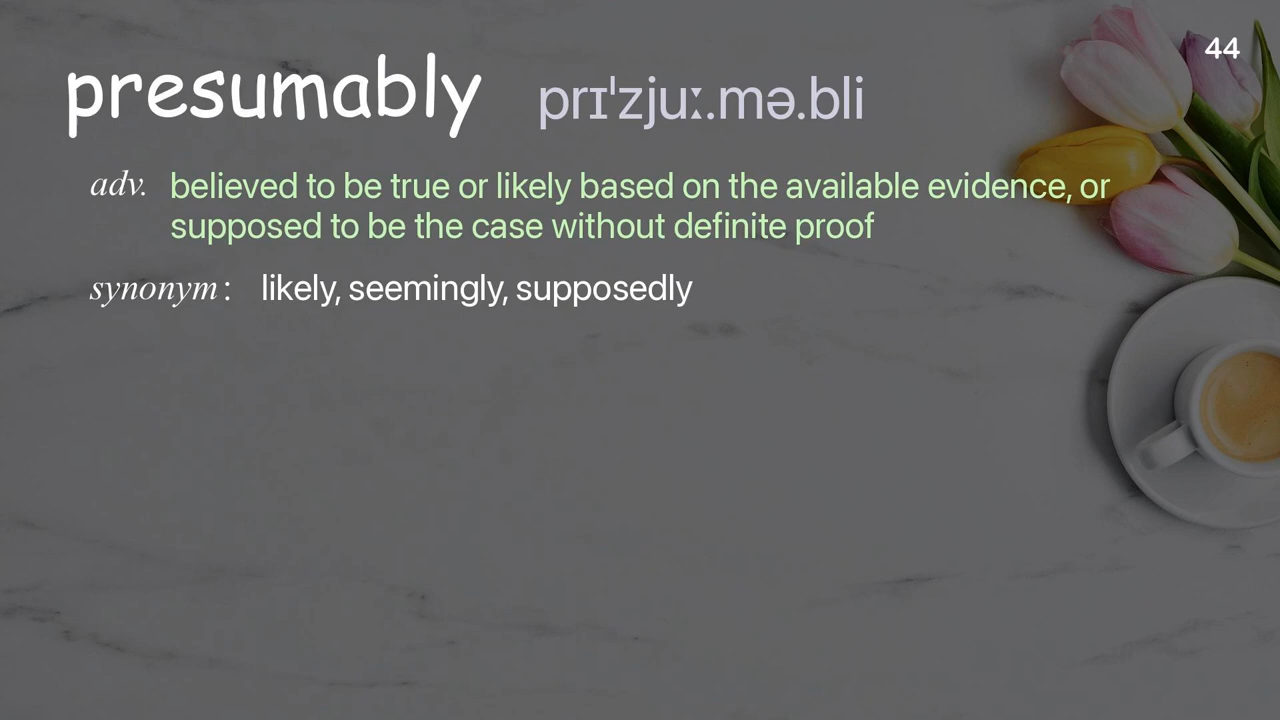 44
presumably prɪˈzjuː.mə.bli
adv. believed to be true or likely based on the available evidence, or
supposed to be the case without definite proof
synonym : likely, seemingly, supposedly